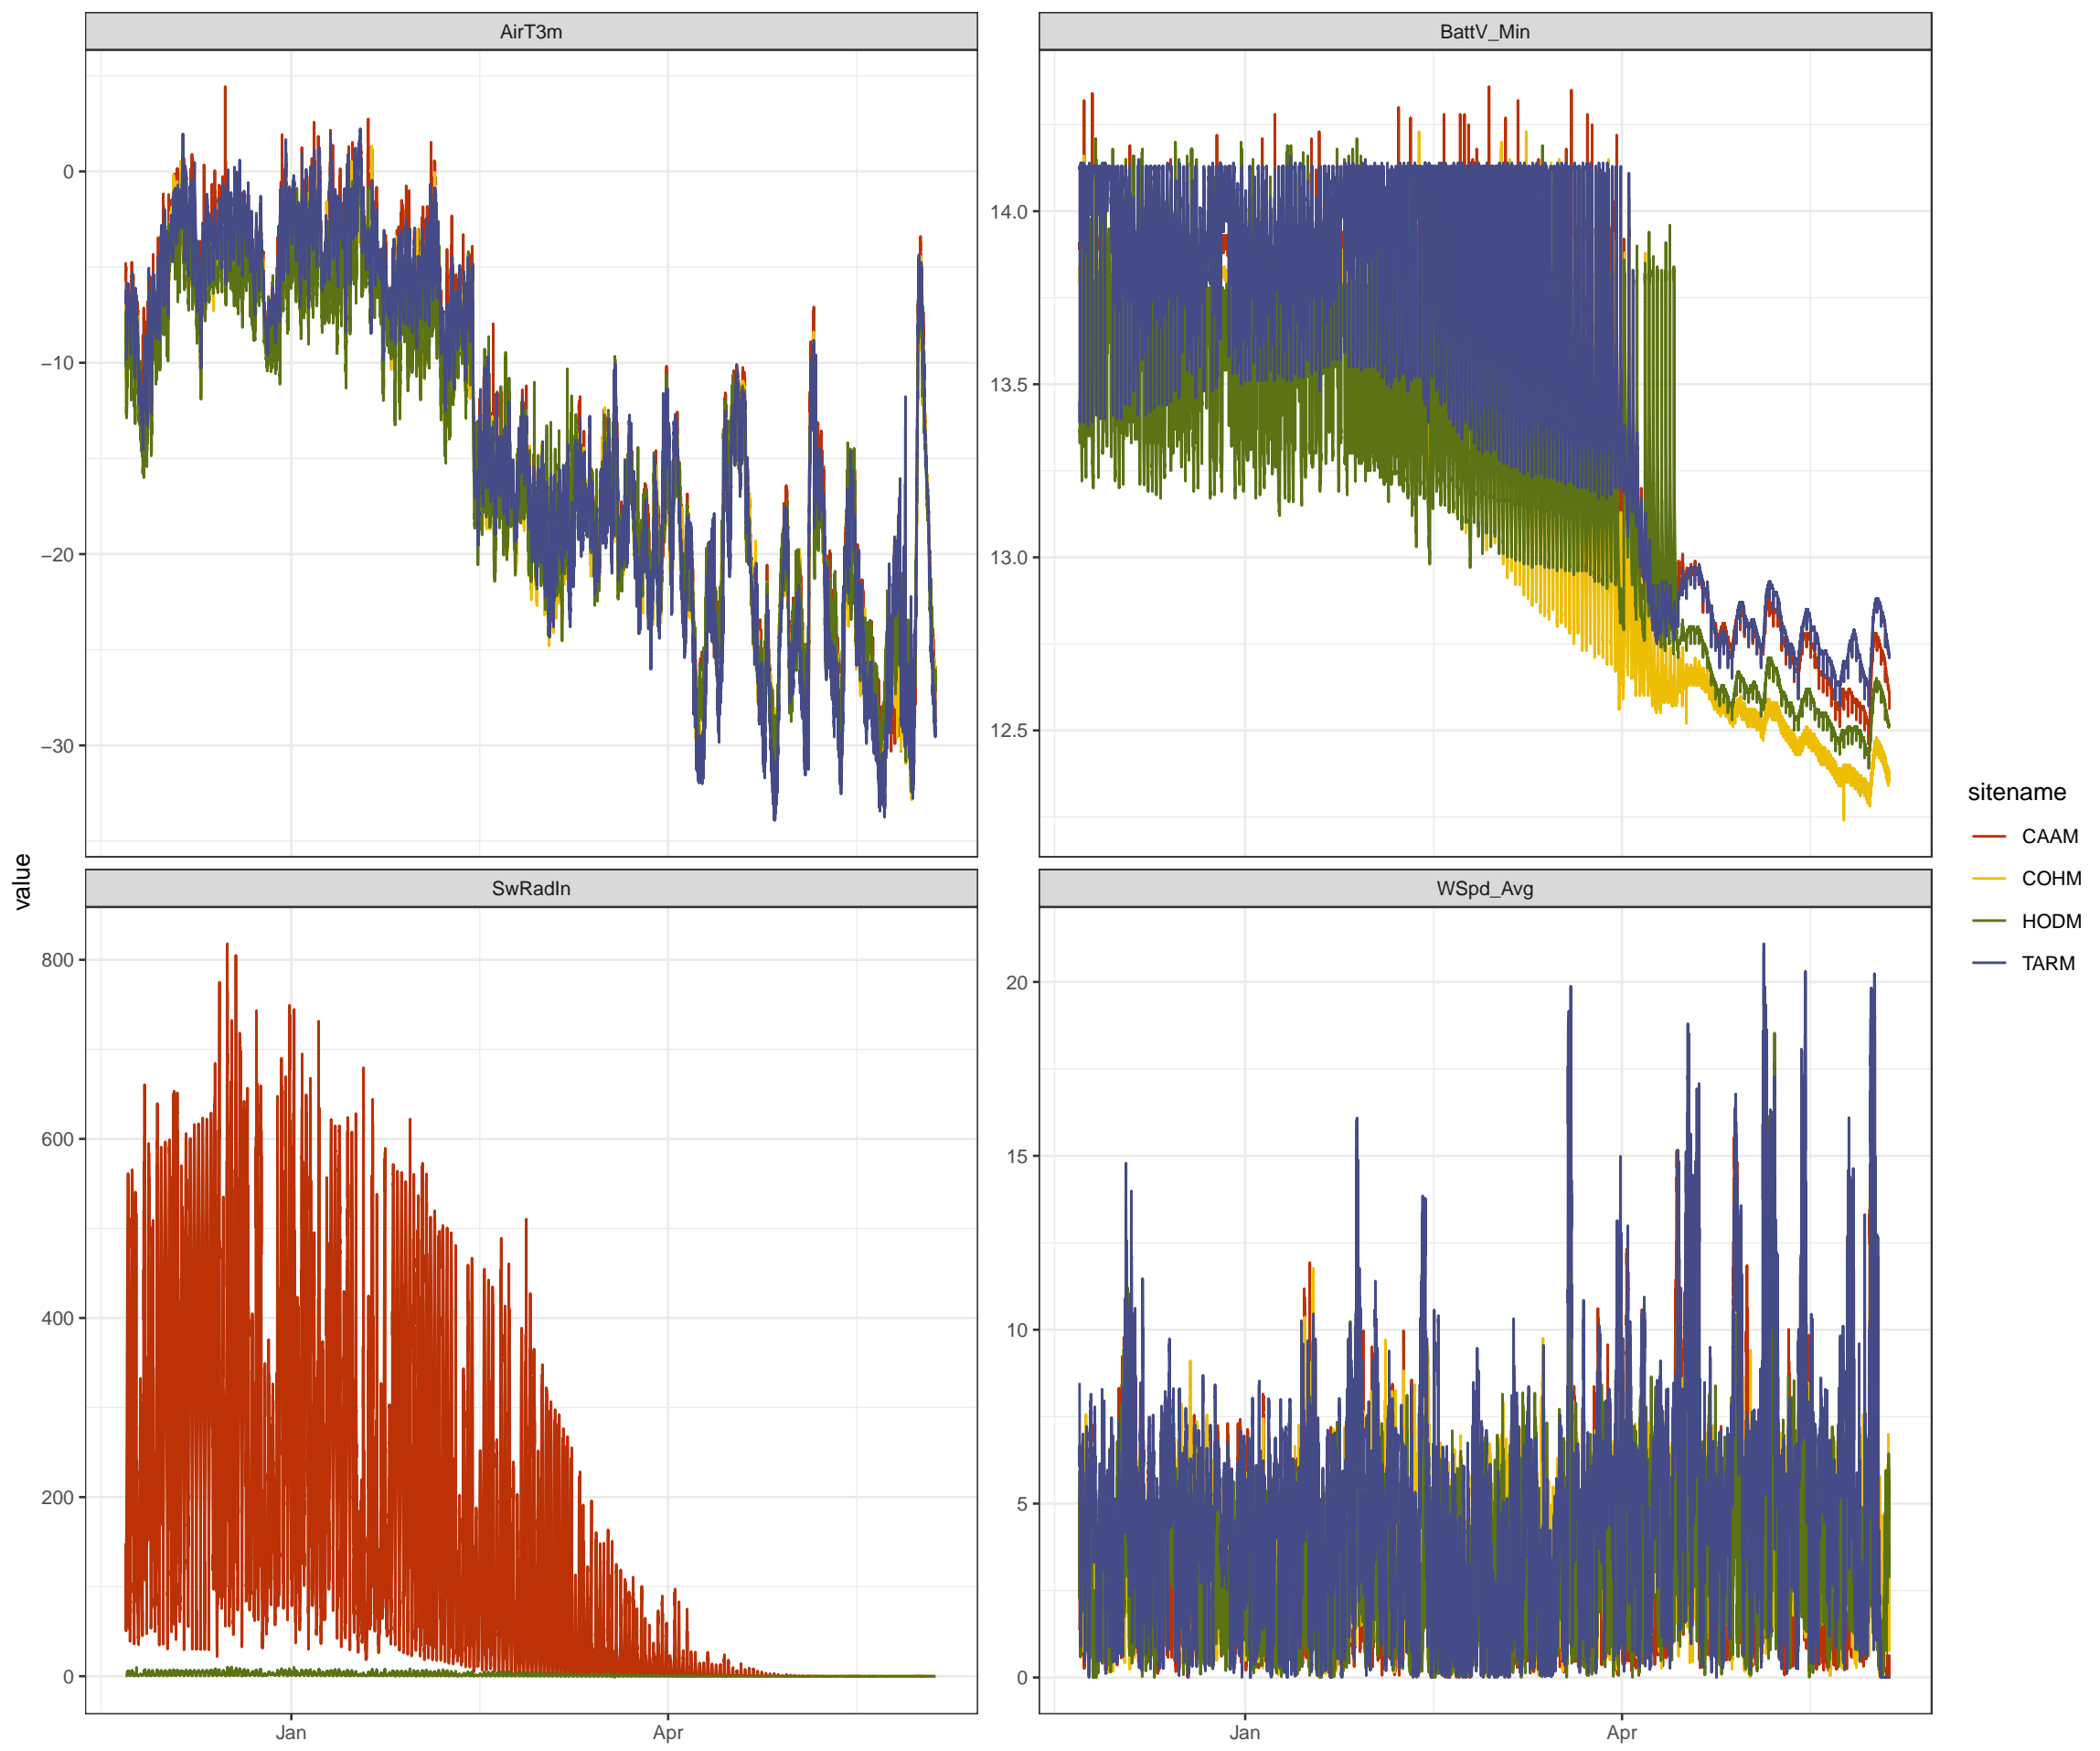 AirT3m
BattV_Min
0
−10
−20
−30
14.0
13.5
13.0
12.5
value
SwRadIn
WSpd_Avg
800
600
400
200
0
20
15
10
5
0
Jan
Apr
Jan
Apr
sitename
CAAM
COHM
HODM
TARM